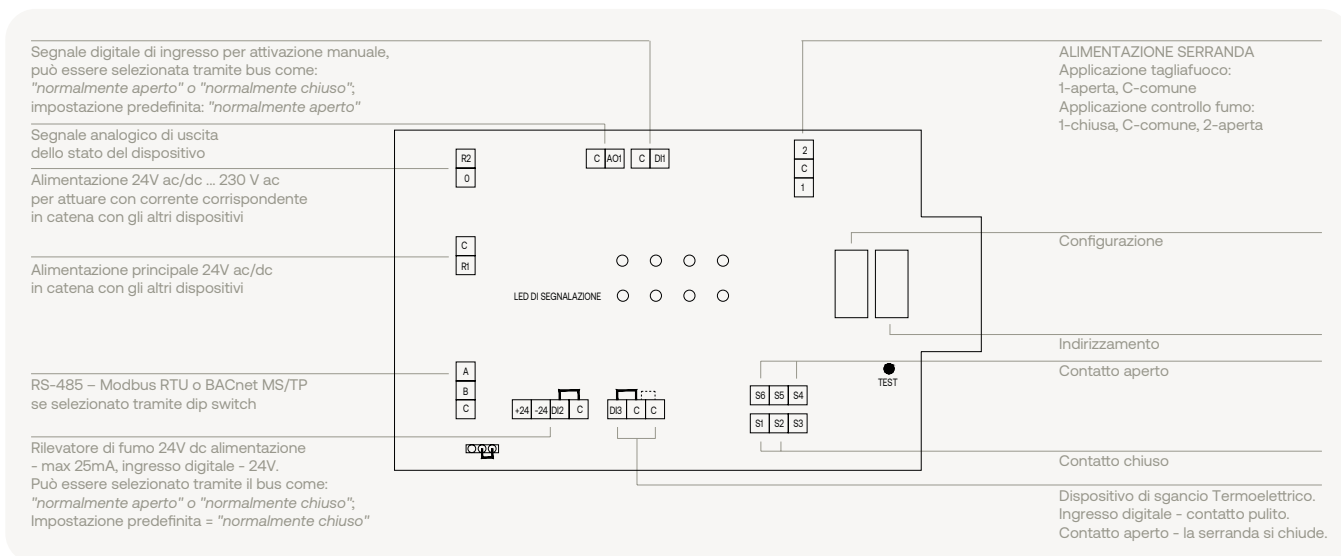 Segnale digitale di ingresso per attivazione manuale,
può essere selezionata tramite bus come:
"normalmente aperto" o "normalmente chiuso";
impostazione predefinita: "normalmente aperto"
Segnale analogico di uscita
dello stato del dispositivo
Alimentazione 24V ac/dc ... 230 V ac
per attuare con corrente corrispondente
in catena con gli altri dispositivi
Alimentazione principale 24V ac/dc
in catena con gli altri dispositivi
RS-485 – Modbus RTU o BACnet MS/TP
se selezionato tramite dip switch
Rilevatore di fumo 24V dc alimentazione
- max 25mA, ingresso digitale - 24V.
Può essere selezionato tramite il bus come:
"normalmente aperto" o "normalmente chiuso";
Impostazione predefinita = "normalmente chiuso"
R2
0
C
R1
A
B
C
C AO1 C DI1
2
C
1
LED DI SEGNALAZIONE
+24 -24 DI2 C
DI3 C C
S6 S5 S4
S1 S2 S3
TEST
ALIMENTAZIONE SERRANDA
Applicazione tagliafuoco:
1-aperta, C-comune
Applicazione controllo fumo:
1-chiusa, C-comune, 2-aperta
Configurazione
Indirizzamento
Contatto aperto
Contatto chiuso
Dispositivo di sgancio Termoelettrico.
Ingresso digitale - contatto pulito.
Contatto aperto - la serranda si chiude.